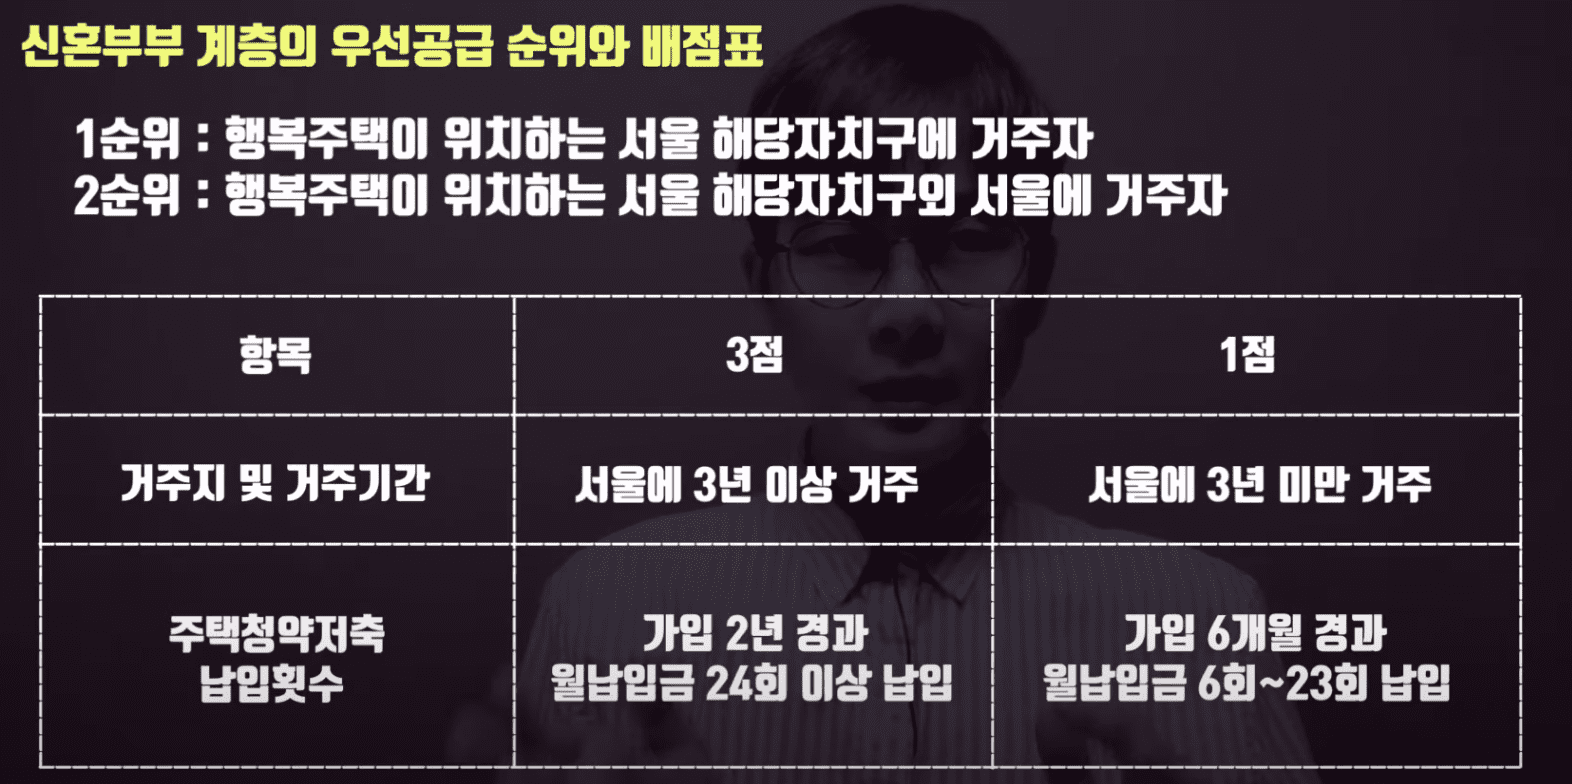 신혼부부 계층의 우선공급 순위와 배점표
1순위 : 행복주택이 위치하는 서울 해당자치구에 거주자
2순위 : 행복주택이 위치하는 서울 해당자치구외 서울에 거주자
항목
3점
1점
거주지 및 거주기간
서울에 3년 이상 거주
서울에 3년 미만 거주
주택청약저축
납입횟수
가입 2년 경과
월납입금 24회 이상 납입
가입 6개월 경과
월납입금 6회~23회 납입